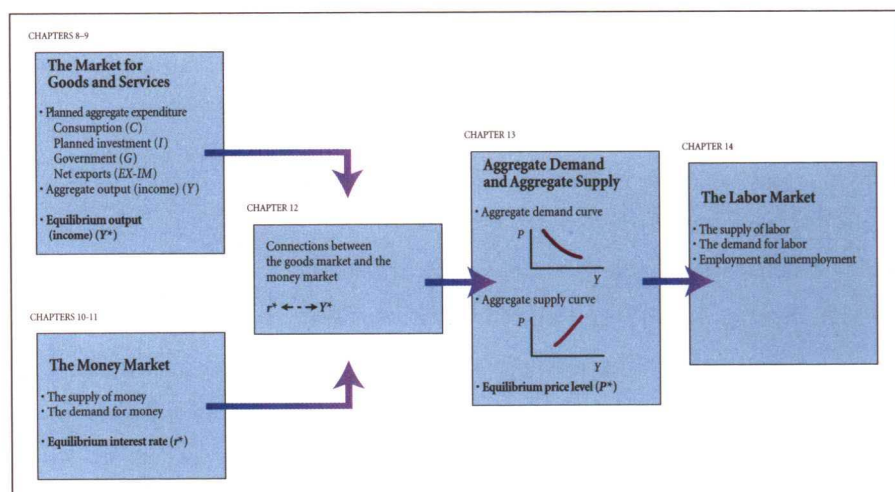 CHAPTERS 8–9
The Market for
Goods and Services
• Planned aggregate expenditure
Consumption (C)
Planned investment (I)
Government (G)
Net exports (EX-IM)
• Aggregate output (income) (Y)
• Equilibrium output
(income) (Y*)
CHAPTERS 10-11
The Money Market
• The supply of money
• The demand for money
• Equilibrium interest rate (r*)
CHAPTER 12
Connections between
the goods market and the
money market
r* ←--→ Y*
CHAPTER 13
Aggregate Demand
and Aggregate Supply
• Aggregate demand curve
P
Y
• Aggregate supply curve
P
Y
• Equilibrium price level (P*)
CHAPTER 14
The Labor Market
• The supply of labor
• The demand for labor
• Employment and unemployment